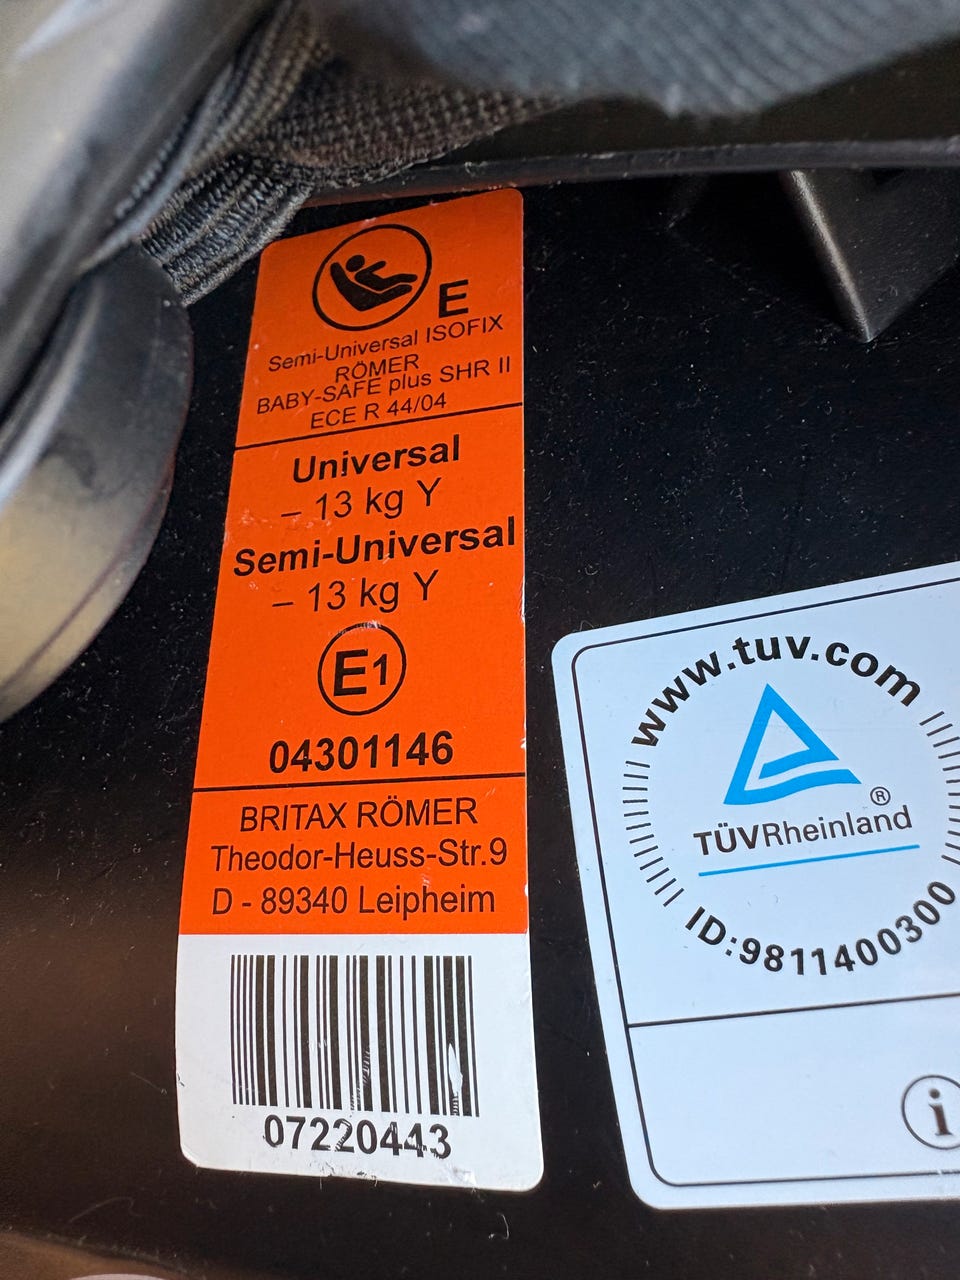 E
Semi-Universal ISOFIX
RÖMER
BABY-SAFE plus SHR II
ECE R 44/04
Universal
– 13 kg Y
Semi-Universal
– 13 kg Y
E1
04301146
BRITAX RÖMER
Theodor-Heuss-Str.9
D - 89340 Leipheim
07220443
www.tuv.com
®
TÜVRheinland
ID:9811400300
i